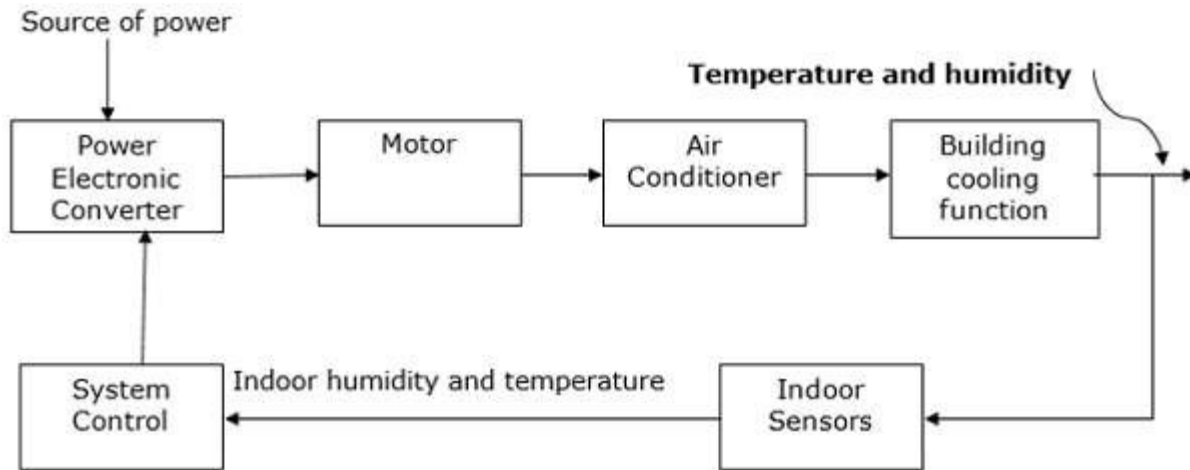 Source of power
Temperature and humidity
Power
Electronic
Converter
Motor
Air
Conditioner
Building
cooling
function
System
Control
Indoor humidity and temperature
Indoor
Sensors